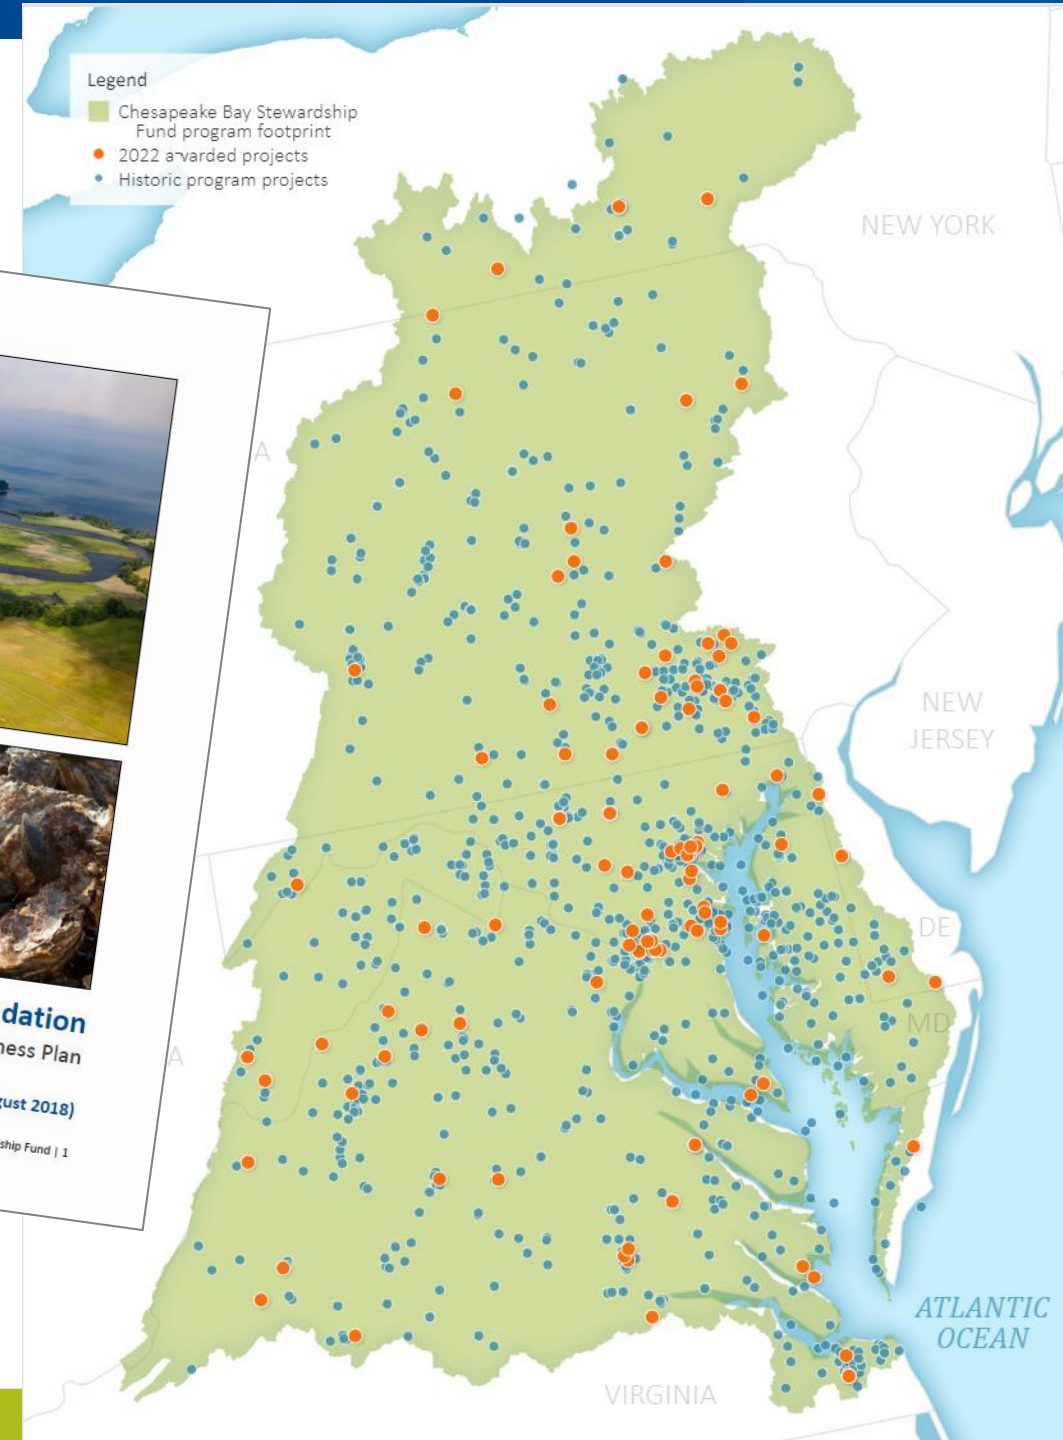 Legend
Chesapeake Bay Stewardship
Fund program footprint
2022 awarded projects
Historic program projects
NEW YORK
A
NEW
JERSEY
DE
MD
A
dation
ness Plan
gust 2018)
ship Fund | 1
ATLANTIC
OCEAN
VIRGINIA